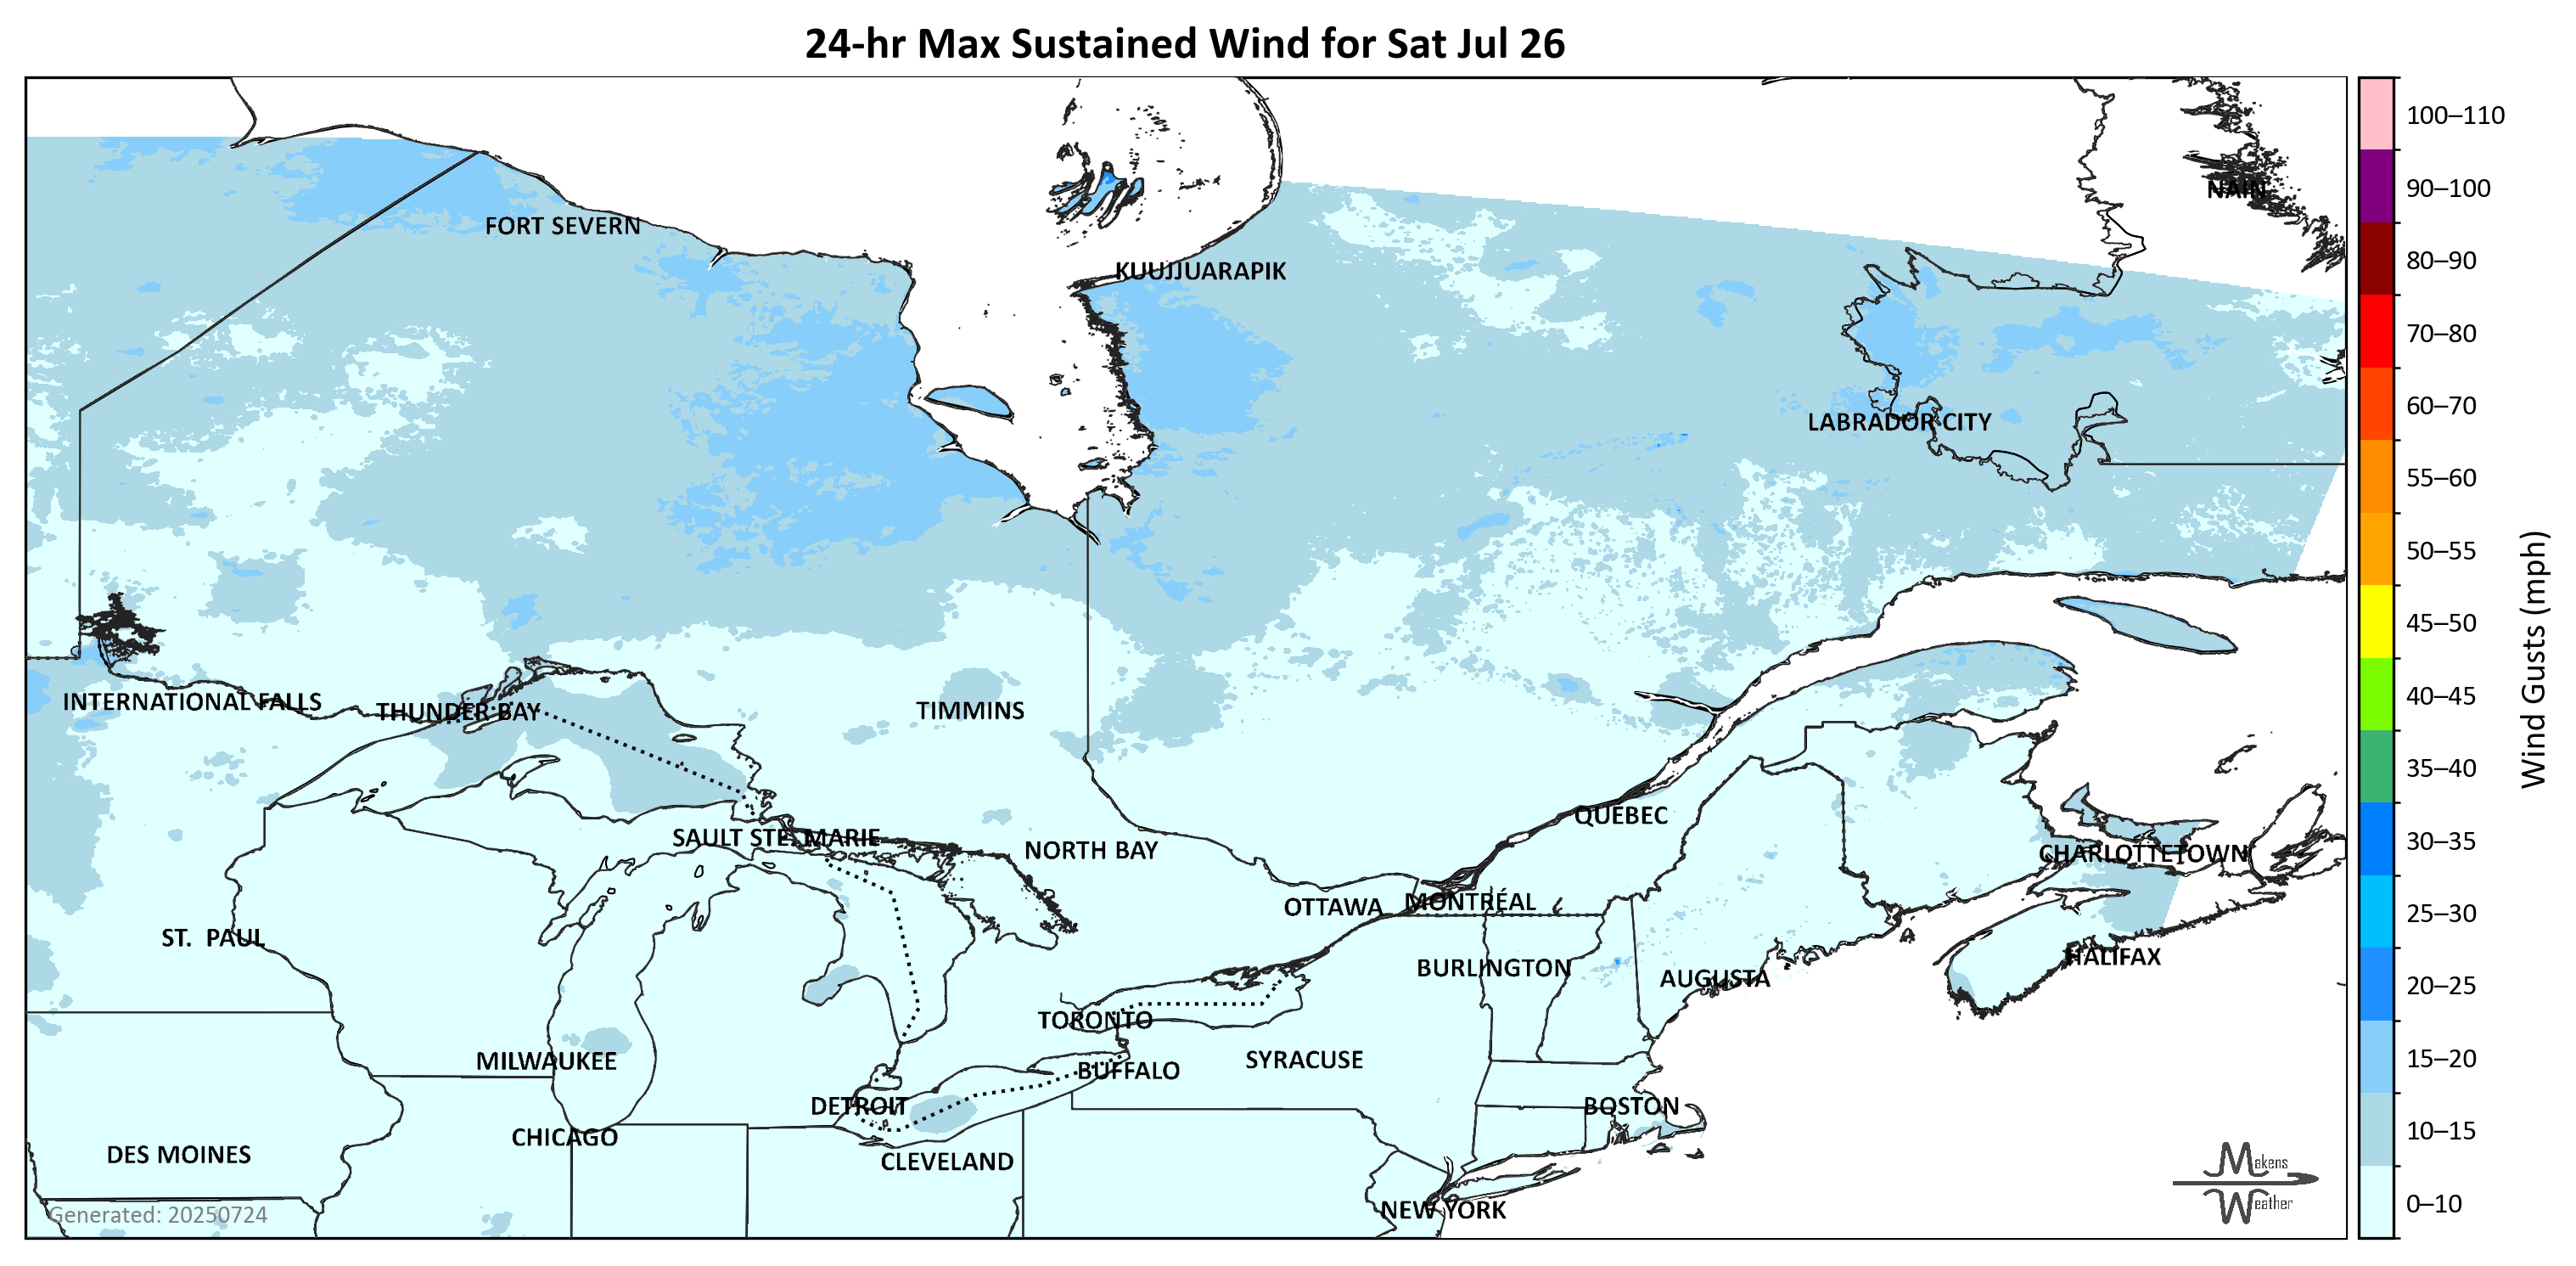 24-hr Max Sustained Wind for Sat Jul 26
NAIN
FORT SEVERN
KUUJJUARAPIK
LABRADOR CITY
INTERNATIONAL FALLS
THUNDER BAY
TIMMINS
SAULT STE. MARIE
QUÉBEC
NORTH BAY
CHARLOTTETOWN
OTTAWA
MONTRÉAL
ST. PAUL
HALIFAX
BURLINGTON
AUGUSTA
TORONTO
MILWAUKEE
SYRACUSE
BUFFALO
DETROIT
BOSTON
CHICAGO
DES MOINES
CLEVELAND
NEW YORK
Generated: 20250724
Makens
Weather
100–110
90–100
80–90
70–80
60–70
55–60
50–55
45–50
40–45
35–40
30–35
25–30
20–25
15–20
10–15
0–10
Wind Gusts (mph)